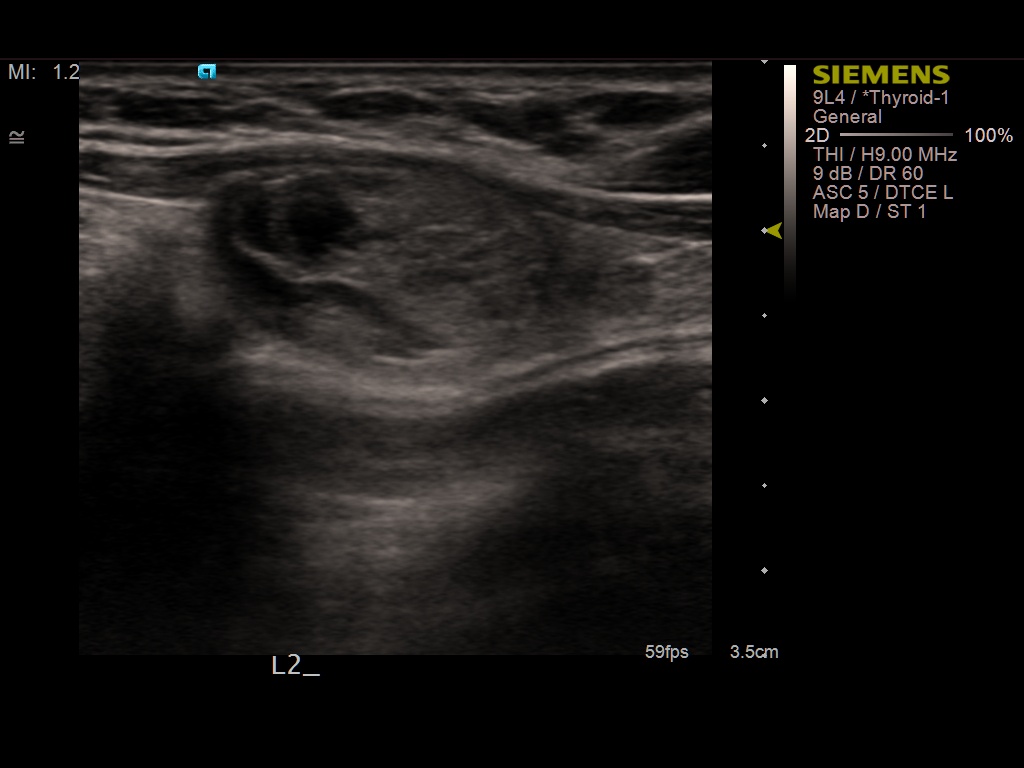 MI: 1.2
SIEMENS
9L4 / *Thyroid-1
General
2D 100%
THI / H9.00 MHz
9 dB / DR 60
ASC 5 / DTCE L
Map D / ST 1
59fps 3.5cm
L2_